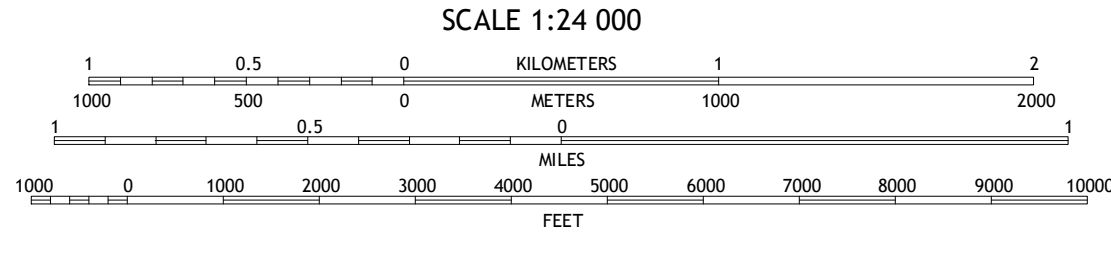 SCALE 1:24 000
1 0.5 0 KILOMETERS 1 2
1000 500 0 METERS 1000 2000
1 0.5 0 1
MILES
1000 0 1000 2000 3000 4000 5000 6000 7000 8000 9000 10000
FEET